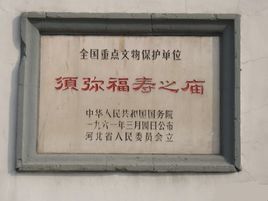 全国重点文物保护单位
須弥福寿之庙
中华人民共和国国务院
一九六一年三月四日公布
河北省人民委员会立